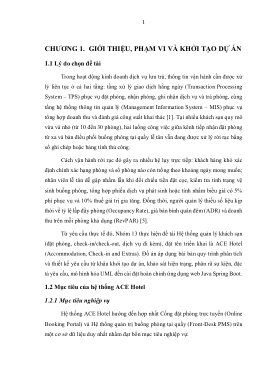 1
CHƯƠNG 1. GIỚI THIỆU, PHẠM VI VÀ KHỞI TẠO DỰ ÁN
1.1 Lý do chọn đề tài
Trong hoạt động kinh doanh dịch vụ lưu trú, thông tin vận hành cần được xử
lý liên tục ở cả hai tầng: tầng xử lý giao dịch hằng ngày (Transaction Processing
System – TPS) phục vụ đặt phòng, nhận phòng, ghi nhận dịch vụ và trả phòng, cùng
tầng hệ thống thông tin quản lý (Management Information System – MIS) phục vụ
tổng hợp doanh thu và đánh giá công suất khai thác [1]. Tại nhiều khách sạn quy mô
vừa và nhỏ (từ 10 đến 50 phòng), hai luồng công việc giữa kênh tiếp nhận đặt phòng
từ xa và bàn điều phối buồng phòng tại quầy lễ tân vẫn đang được xử lý rời rạc bằng
sổ ghi chép hoặc bảng tính thủ công.
Cách vận hành rời rạc đó gây ra nhiều hệ lụy trực tiếp: khách hàng khó xác
định chính xác hạng phòng và số phòng nào còn trống theo khoảng ngày mong muốn;
nhân viên lễ tân dễ gặp nhầm lẫn khi đối chiếu tiền đặt cọc, kiểm tra tình trạng vệ
sinh buồng phòng, tổng hợp phiếu dịch vụ phát sinh hoặc tính nhầm biểu giá có 5%
phí phục vụ và 10% thuế giá trị gia tăng. Đồng thời, người quản lý thiếu số liệu kịp
thời về tỷ lệ lấp đầy phòng (Occupancy Rate), giá bán bình quân đêm (ADR) và doanh
thu trên mỗi phòng khả dụng (RevPAR) [5].
Từ yêu cầu thực tế đó, Nhóm 13 thực hiện đề tài Hệ thống quản lý khách sạn
(đặt phòng, check-in/check-out, dịch vụ đi kèm), đặt tên triển khai là ACE Hotel
(Accommodation, Check-in and Extras). Đồ án áp dụng bài bản quy trình phân tích
và thiết kế yêu cầu từ khâu khởi tạo dự án, khảo sát hiện trạng, phân rã sự kiện, đặc
tả yêu cầu, mô hình hóa UML đến cài đặt hoàn chỉnh ứng dụng web Java Spring Boot.
1.2 Mục tiêu của hệ thống ACE Hotel
1.2.1 Mục tiêu nghiệp vụ
Hệ thống ACE Hotel hướng đến hợp nhất Cổng đặt phòng trực tuyến (Online
Booking Portal) và Hệ thống quản trị buồng phòng tại quầy (Front-Desk PMS) trên
một cơ sở dữ liệu duy nhất nhằm đạt bốn mục tiêu nghiệp vụ: